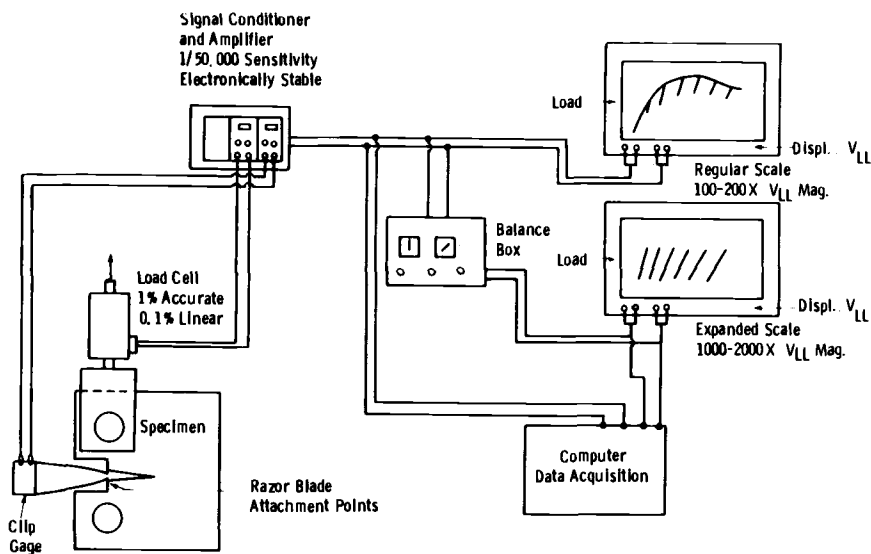 Signal Conditioner
and Amplifier
1/50,000 Sensitivity
Electronically Stable
Load
Displ. V_LL
Regular Scale
100-200X V_LL Mag.
Balance
Box
Load
Displ. V_LL
Expanded Scale
1000-2000X V_LL Mag.
Load Cell
1% Accurate
0.1% Linear
Specimen
Razor Blade
Attachment Points
Clip
Gage
Computer
Data Acquisition